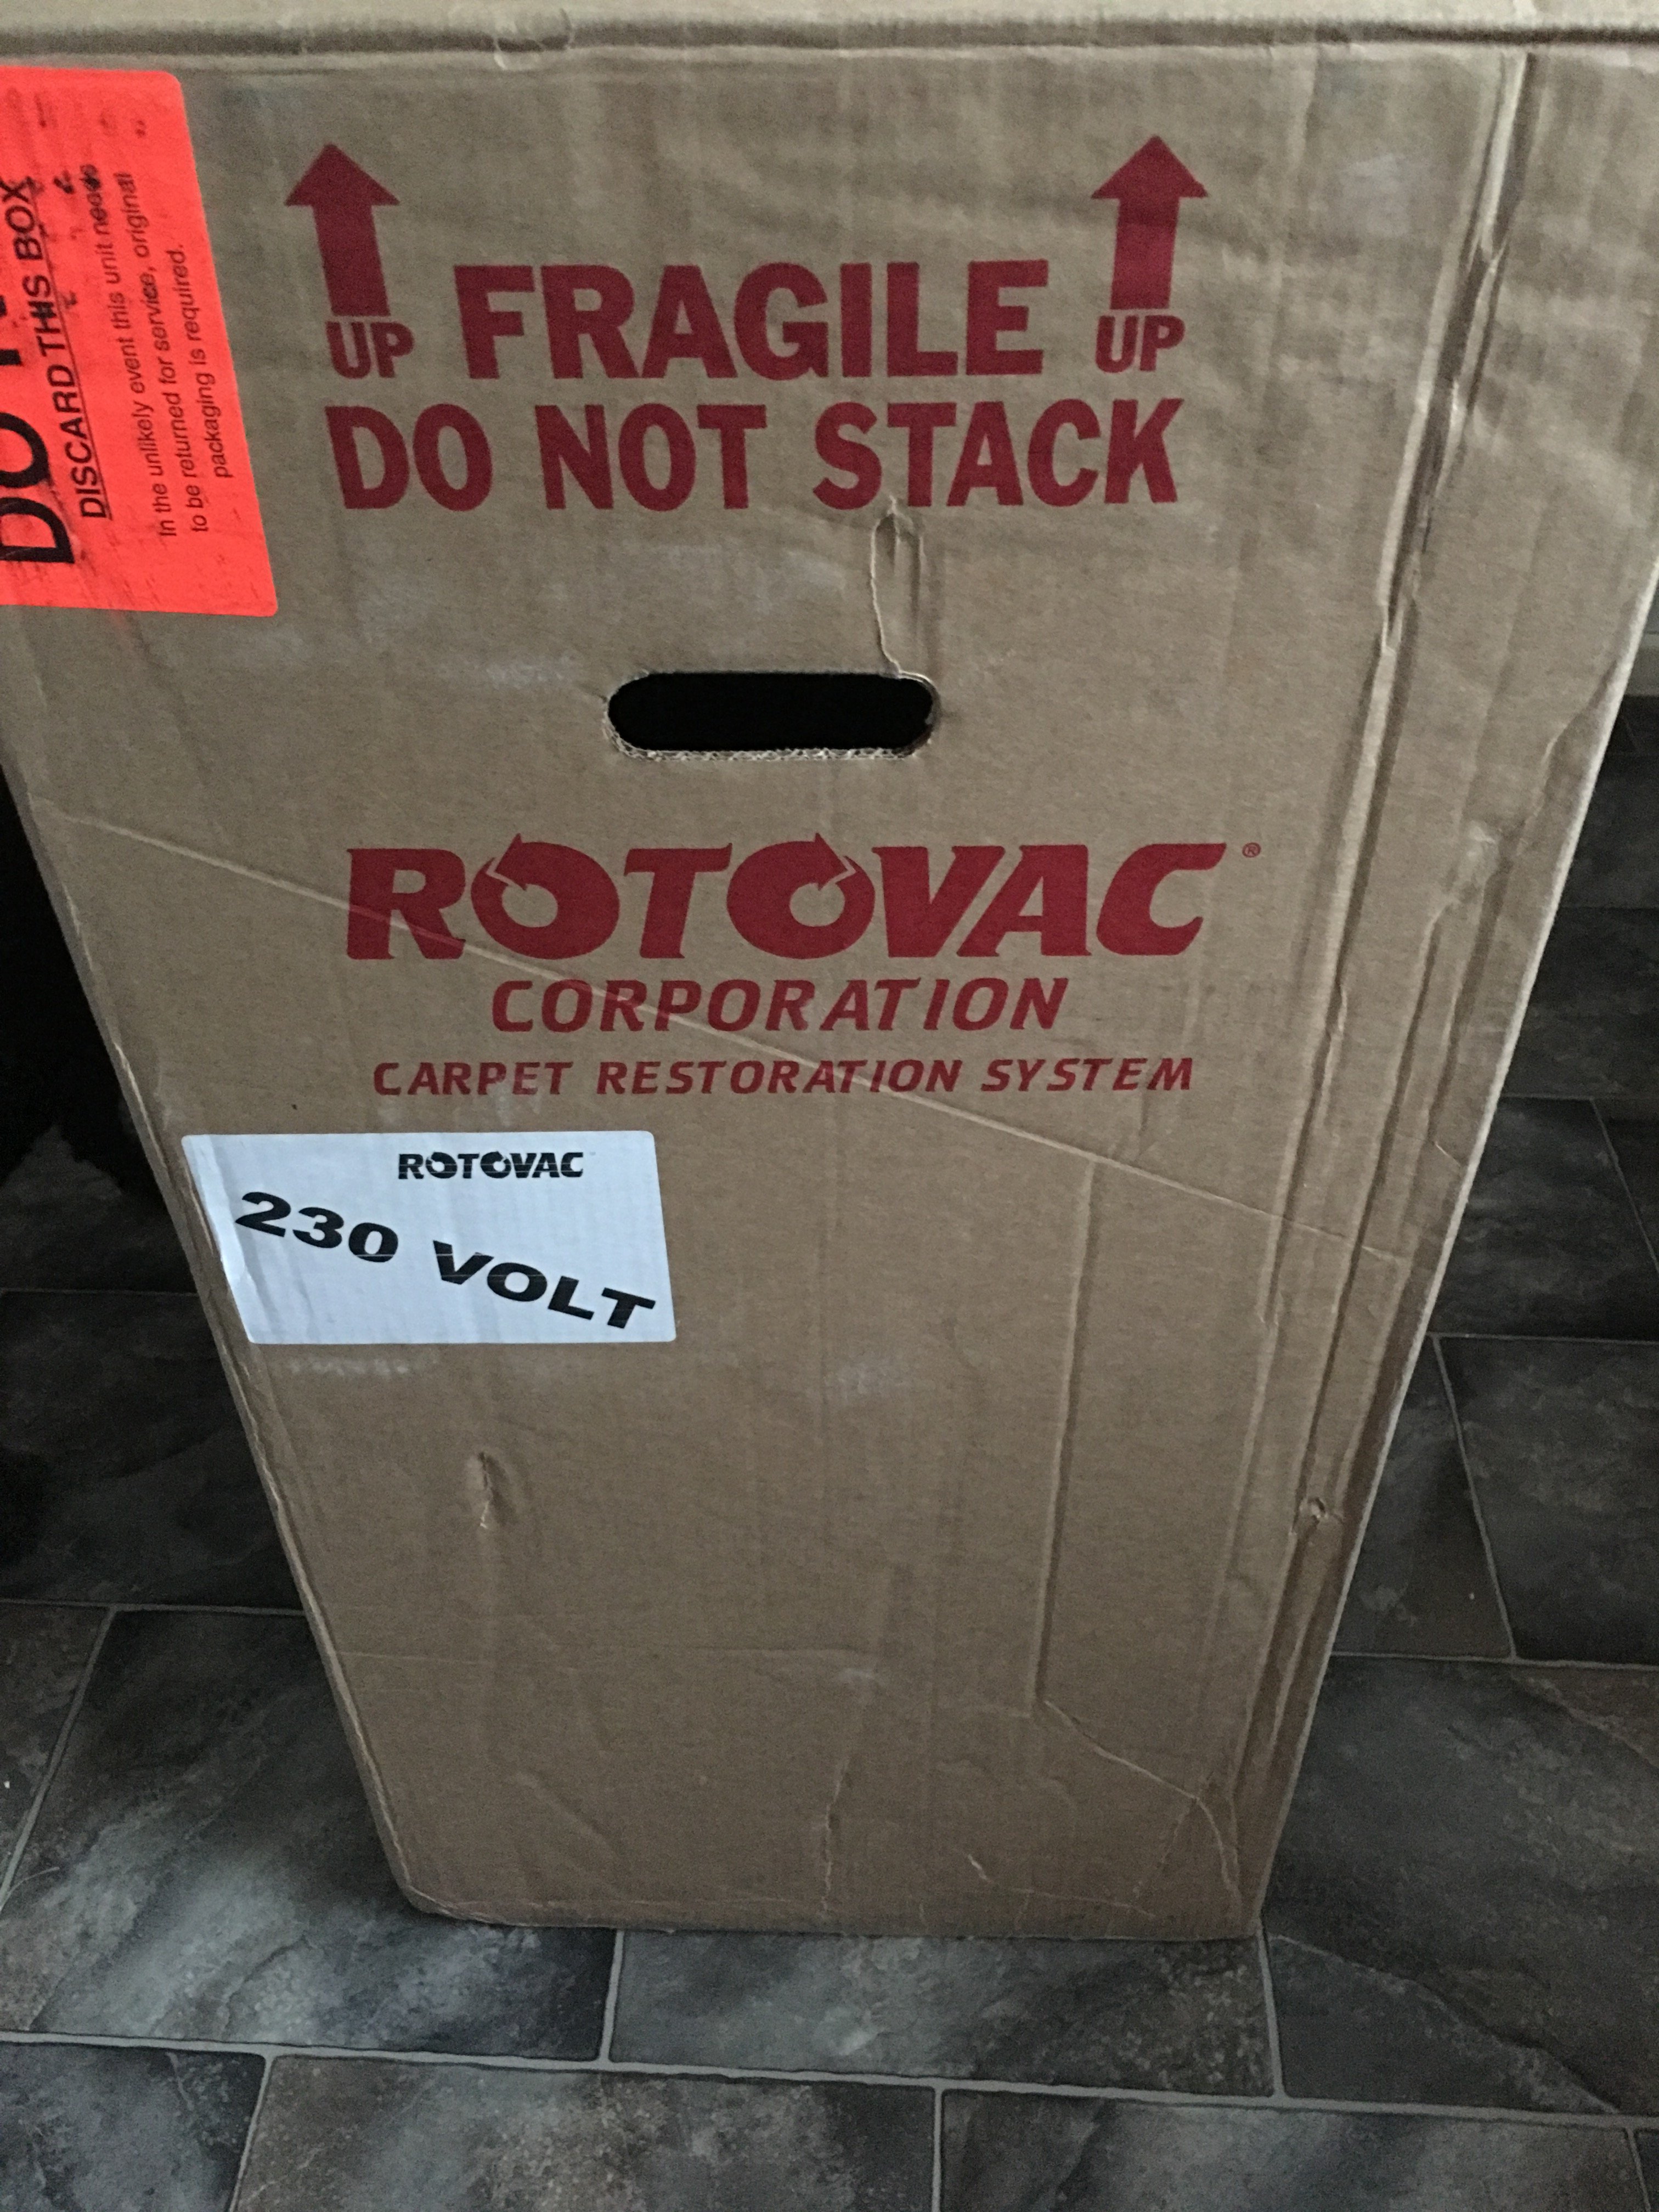 DO
DISCARD THIS BOX
In the unlikely event this unit needs
to be returned for service, original
packaging is required.
UP FRAGILE UP
DO NOT STACK
ROTOVAC®
CORPORATION
CARPET RESTORATION SYSTEM
ROTOVAC
230 VOLT